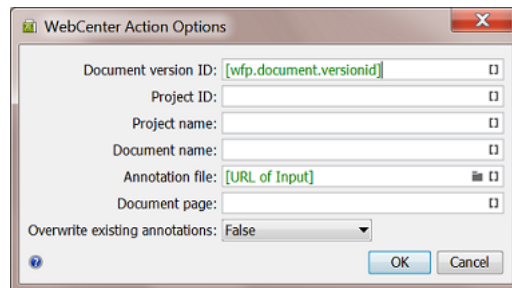 WebCenter Action Options
Document version ID: [wfp.document.versionid]
Project ID:
Project name:
Document name:
Annotation file: [URL of Input]
Document page:
Overwrite existing annotations: False
OK Cancel